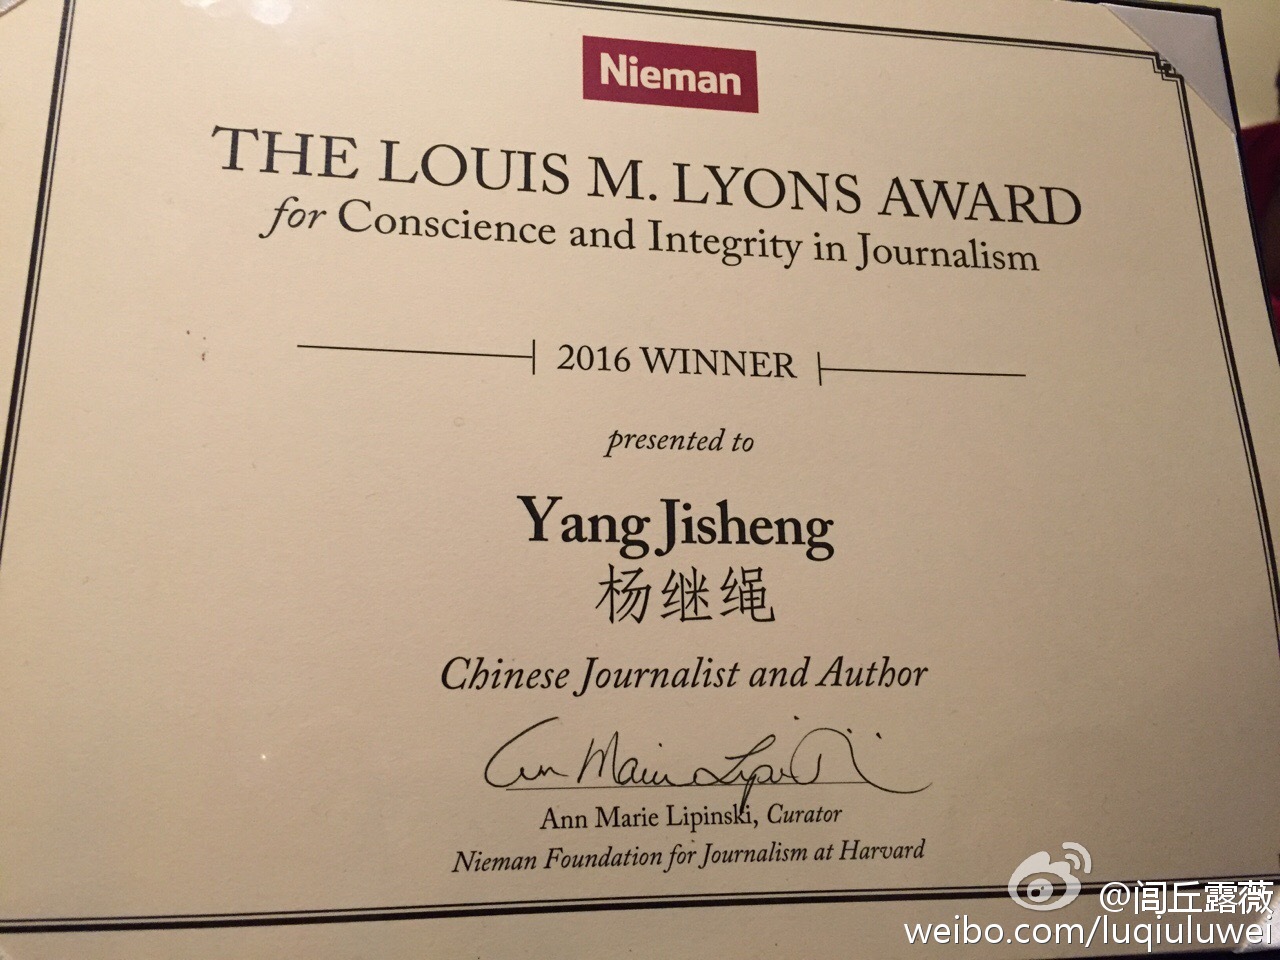 Nieman
THE LOUIS M. LYONS AWARD
for Conscience and Integrity in Journalism
2016 WINNER
presented to
Yang Jisheng
杨继绳
Chinese Journalist and Author
Ann Marie Lipinski
Ann Marie Lipinski, Curator
Nieman Foundation for Journalism at Harvard
@闾丘露薇
weibo.com/luqiuluwei